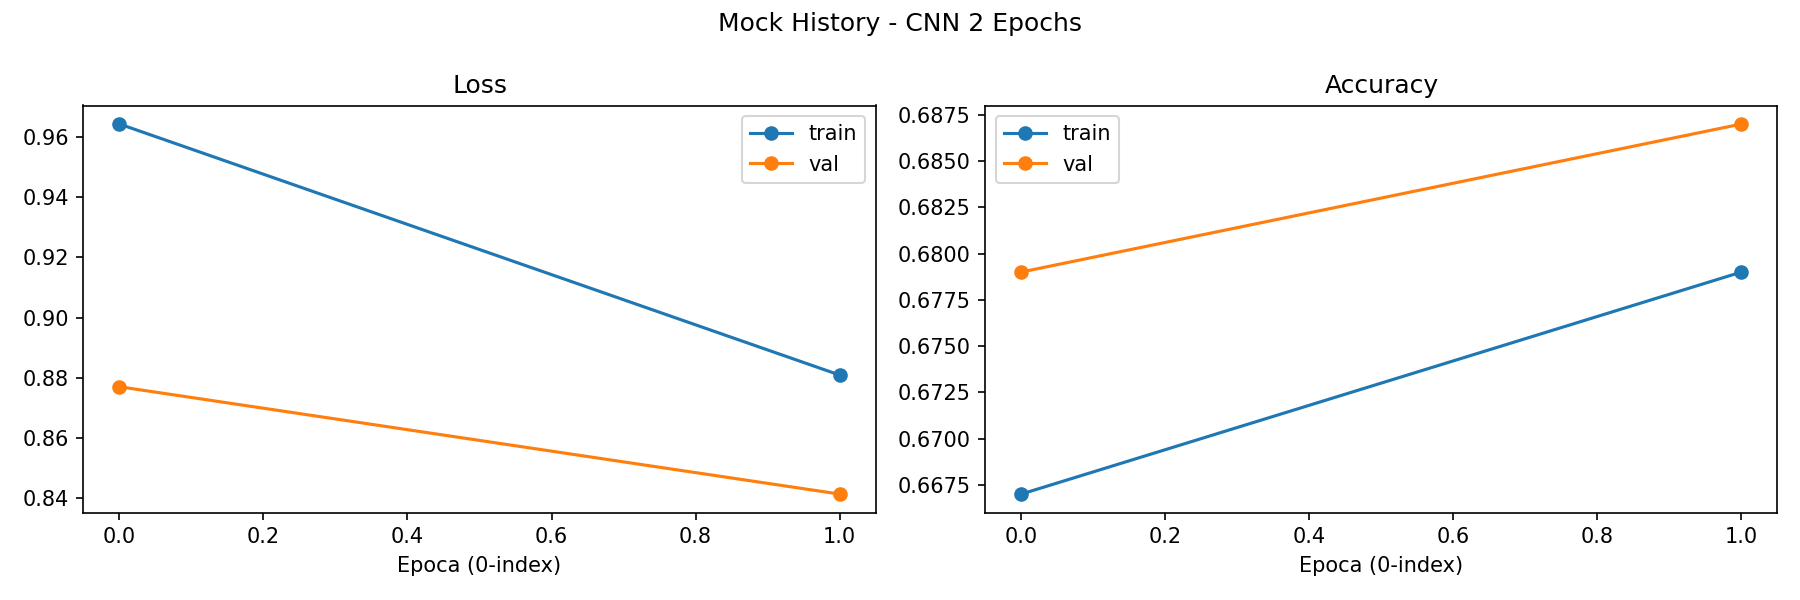 Mock History - CNN 2 Epochs
Loss
0.96
0.94
0.92
0.90
0.88
0.86
0.84
train
val
0.0 0.2 0.4 0.6 0.8 1.0
Epoca (0-index)
Accuracy
0.6875
0.6850
0.6825
0.6800
0.6775
0.6750
0.6725
0.6700
0.6675
train
val
0.0 0.2 0.4 0.6 0.8 1.0
Epoca (0-index)